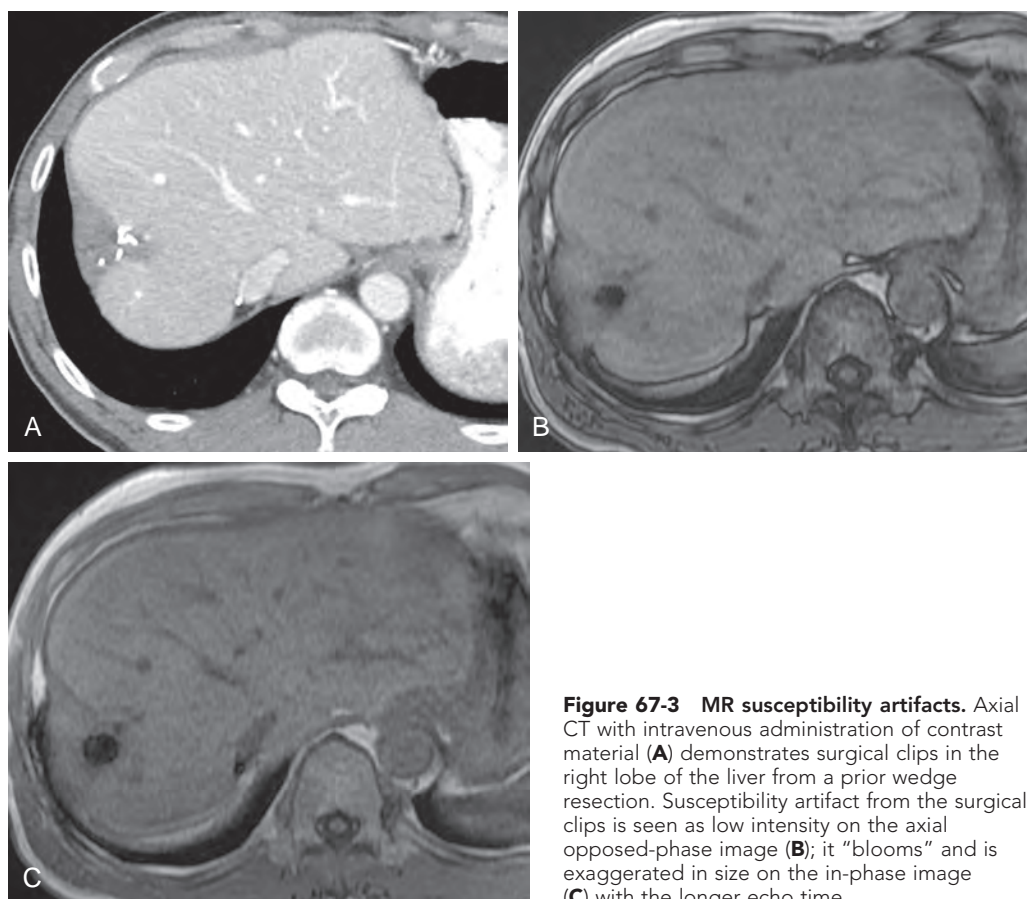 A
B
C
Figure 67-3 MR susceptibility artifacts. Axial
CT with intravenous administration of contrast
material (A) demonstrates surgical clips in the
right lobe of the liver from a prior wedge
resection. Susceptibility artifact from the surgical
clips is seen as low intensity on the axial
opposed-phase image (B); it “blooms” and is
exaggerated in size on the in-phase image
(C) with the longer echo time.